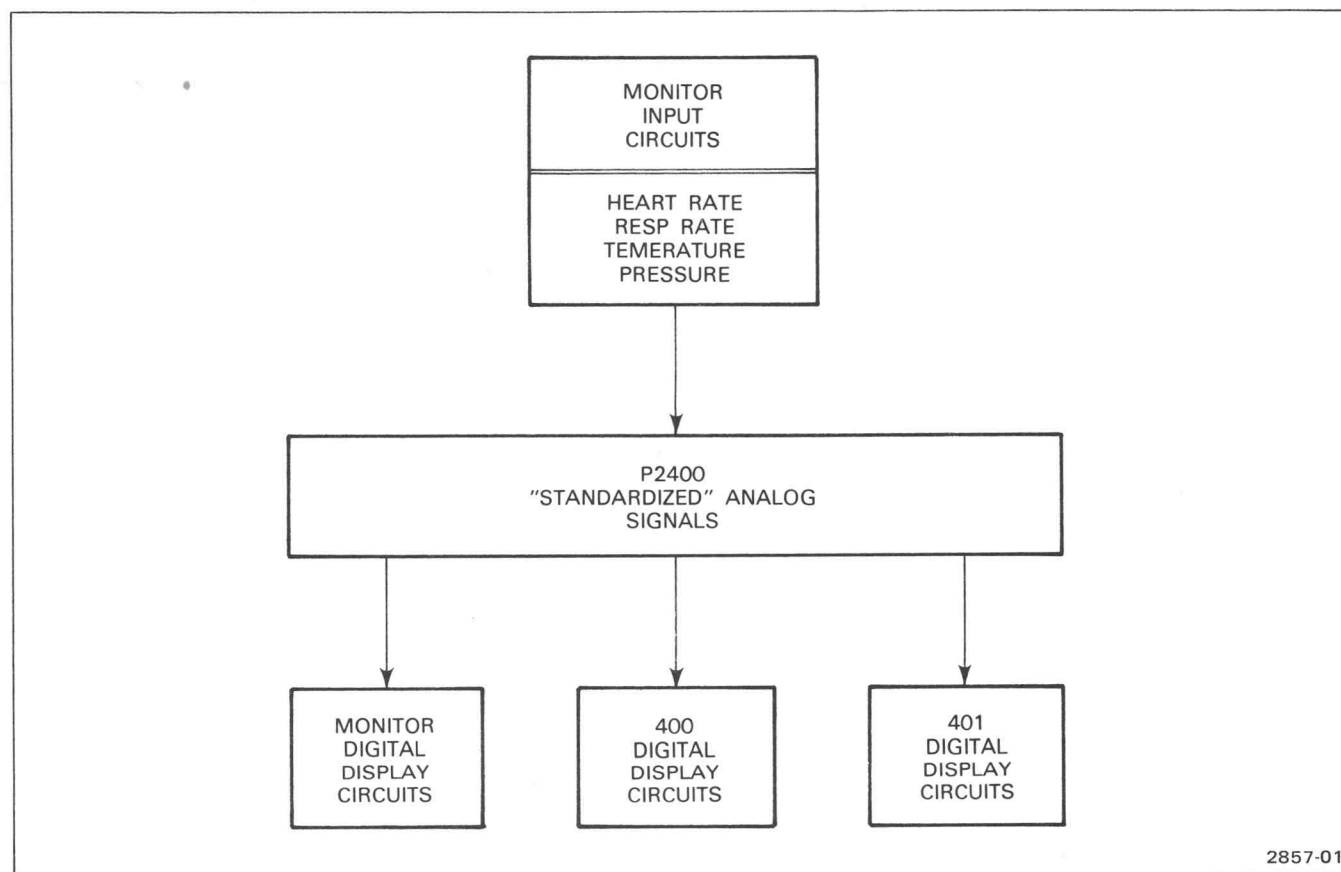 MONITOR
INPUT
CIRCUITS
HEART RATE
RESP RATE
TEMERATURE
PRESSURE
P2400
"STANDARDIZED" ANALOG
SIGNALS
MONITOR
DIGITAL
DISPLAY
CIRCUITS
400
DIGITAL
DISPLAY
CIRCUITS
401
DIGITAL
DISPLAY
CIRCUITS
2857-01